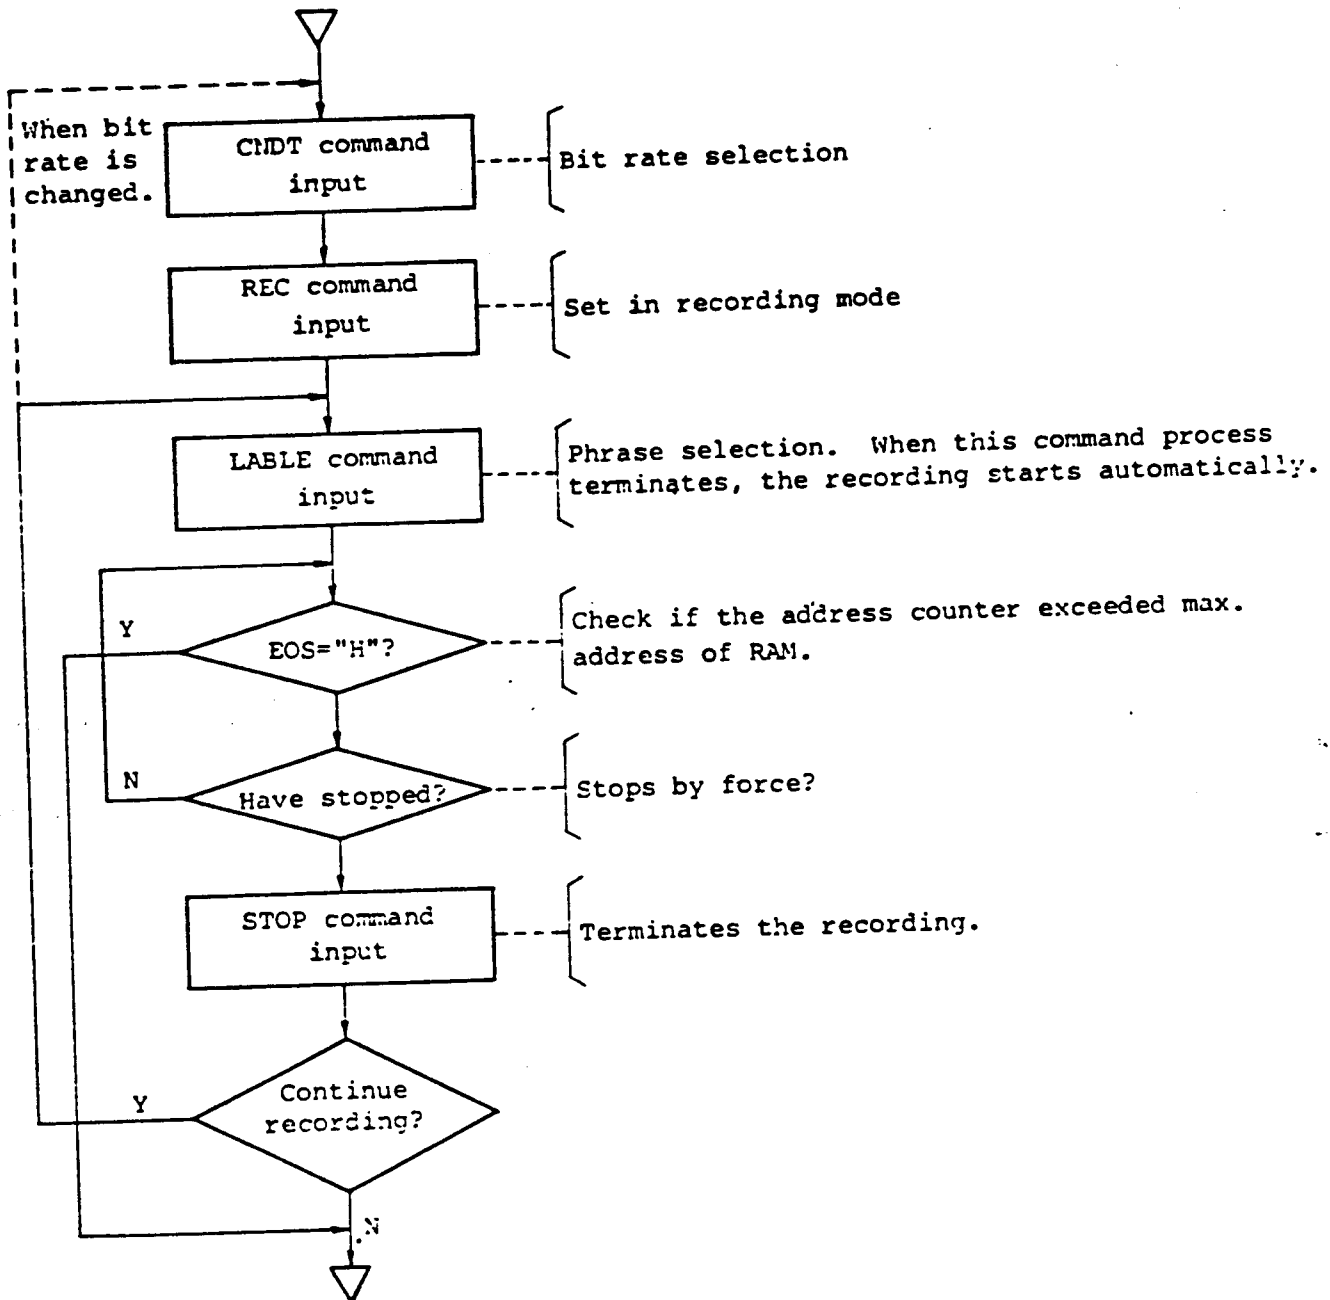 When bit
rate is
changed.
CNDT command
input
Bit rate selection
REC command
input
Set in recording mode
LABLE command
input
Phrase selection. When this command process
terminates, the recording starts automatically.
Y
EOS="H"?
Check if the address counter exceeded max.
address of RAM.
N
Have stopped?
Stops by force?
STOP command
input
Terminates the recording.
Y
Continue
recording?
N